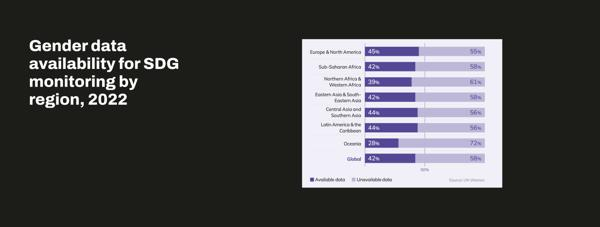 Gender data
availability for SDG
monitoring by
region, 2022
Europe & North America 45% 55%
Sub-Saharan Africa 42% 58%
Northern Africa &
Western Africa 39% 61%
Eastern Asia & South-
Eastern Asia 42% 58%
Central Asia and
Southern Asia 44% 56%
Latin America & the
Caribbean 44% 56%
Oceania 28% 72%
Global 42% 58%
50%
Available data Unavailable data
Source: UN Women